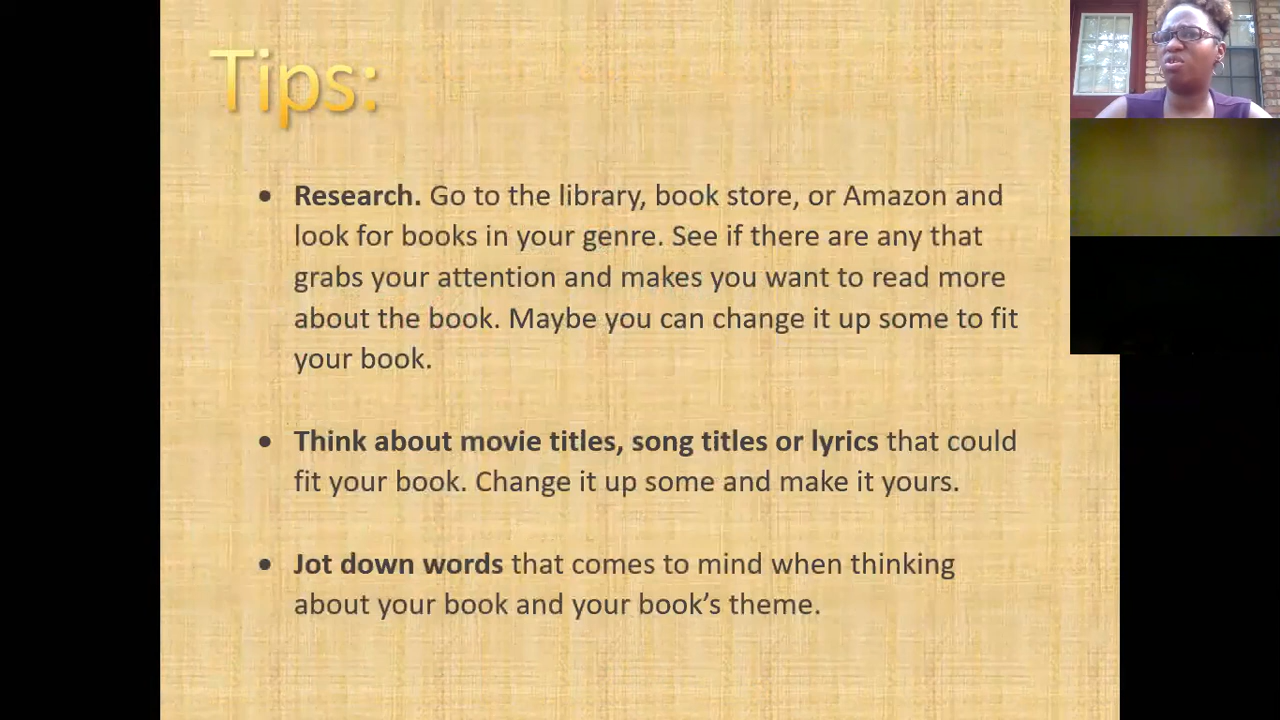 Tips:
• Research. Go to the library, book store, or Amazon and
look for books in your genre. See if there are any that
grabs your attention and makes you want to read more
about the book. Maybe you can change it up some to fit
your book.
• Think about movie titles, song titles or lyrics that could
fit your book. Change it up some and make it yours.
• Jot down words that comes to mind when thinking
about your book and your book’s theme.